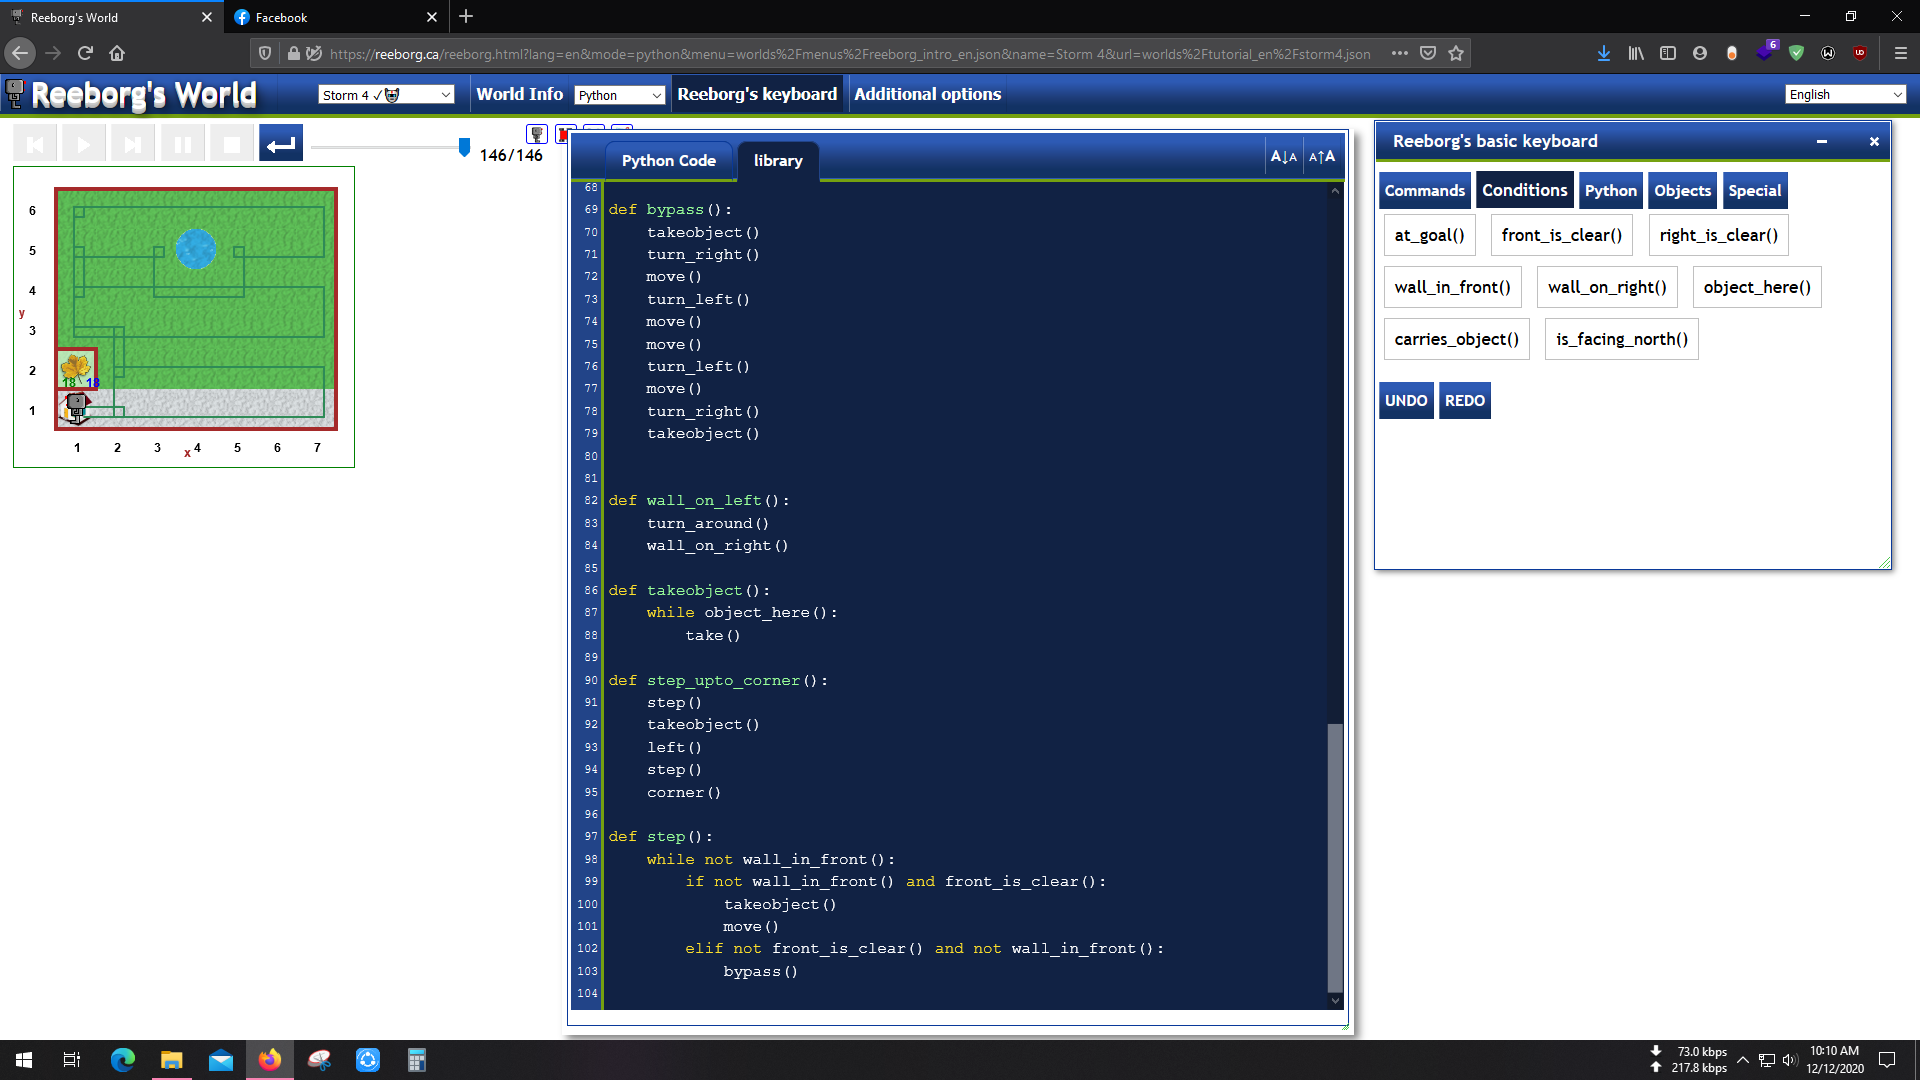 Reeborg's World
Facebook
https://reeborg.ca/reeborg.html?lang=en&mode=python&menu=worlds%2Fmenus%2Freeborg_intro_en.json&name=Storm 4&url=worlds%2Ftutorial_en%2Fstorm4.json
6
Reeborg's World
Storm 4 ✓
World Info
Python
Reeborg's keyboard
Additional options
English
146/146
Python Code
library
A↓A
A↑A
68
69 def bypass():
70 takeobject()
71 turn_right()
72 move()
73 turn_left()
74 move()
75 move()
76 turn_left()
77 move()
78 turn_right()
79 takeobject()
80
81
82 def wall_on_left():
83 turn_around()
84 wall_on_right()
85
86 def takeobject():
87 while object_here():
88 take()
89
90 def step_upto_corner():
91 step()
92 takeobject()
93 left()
94 step()
95 corner()
96
97 def step():
98 while not wall_in_front():
99 if not wall_in_front() and front_is_clear():
100 takeobject()
101 move()
102 elif not front_is_clear() and not wall_in_front():
103 bypass()
104
6
5
4
y
3
2
18 18
1
1 2 3 4 5 6 7
x
Reeborg's basic keyboard
Commands
Conditions
Python
Objects
Special
at_goal()
front_is_clear()
right_is_clear()
wall_in_front()
wall_on_right()
object_here()
carries_object()
is_facing_north()
UNDO
REDO
73.0 kbps
217.8 kbps
10:10 AM
12/12/2020